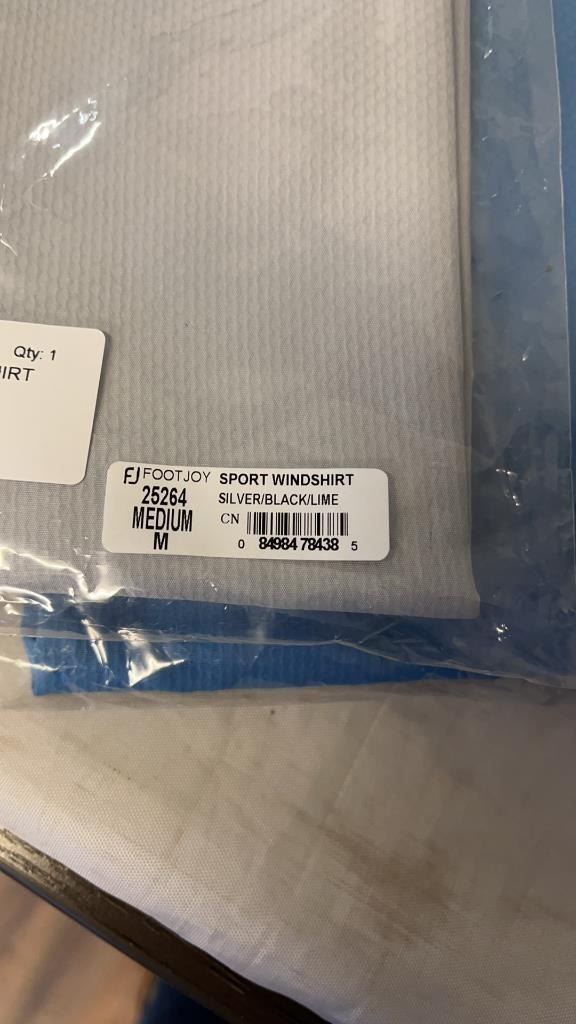 Qty: 1
IRT
FJ FOOTJOY SPORT WINDSHIRT
25264 SILVER/BLACK/LIME
MEDIUM CN
M 0 84984 78438 5